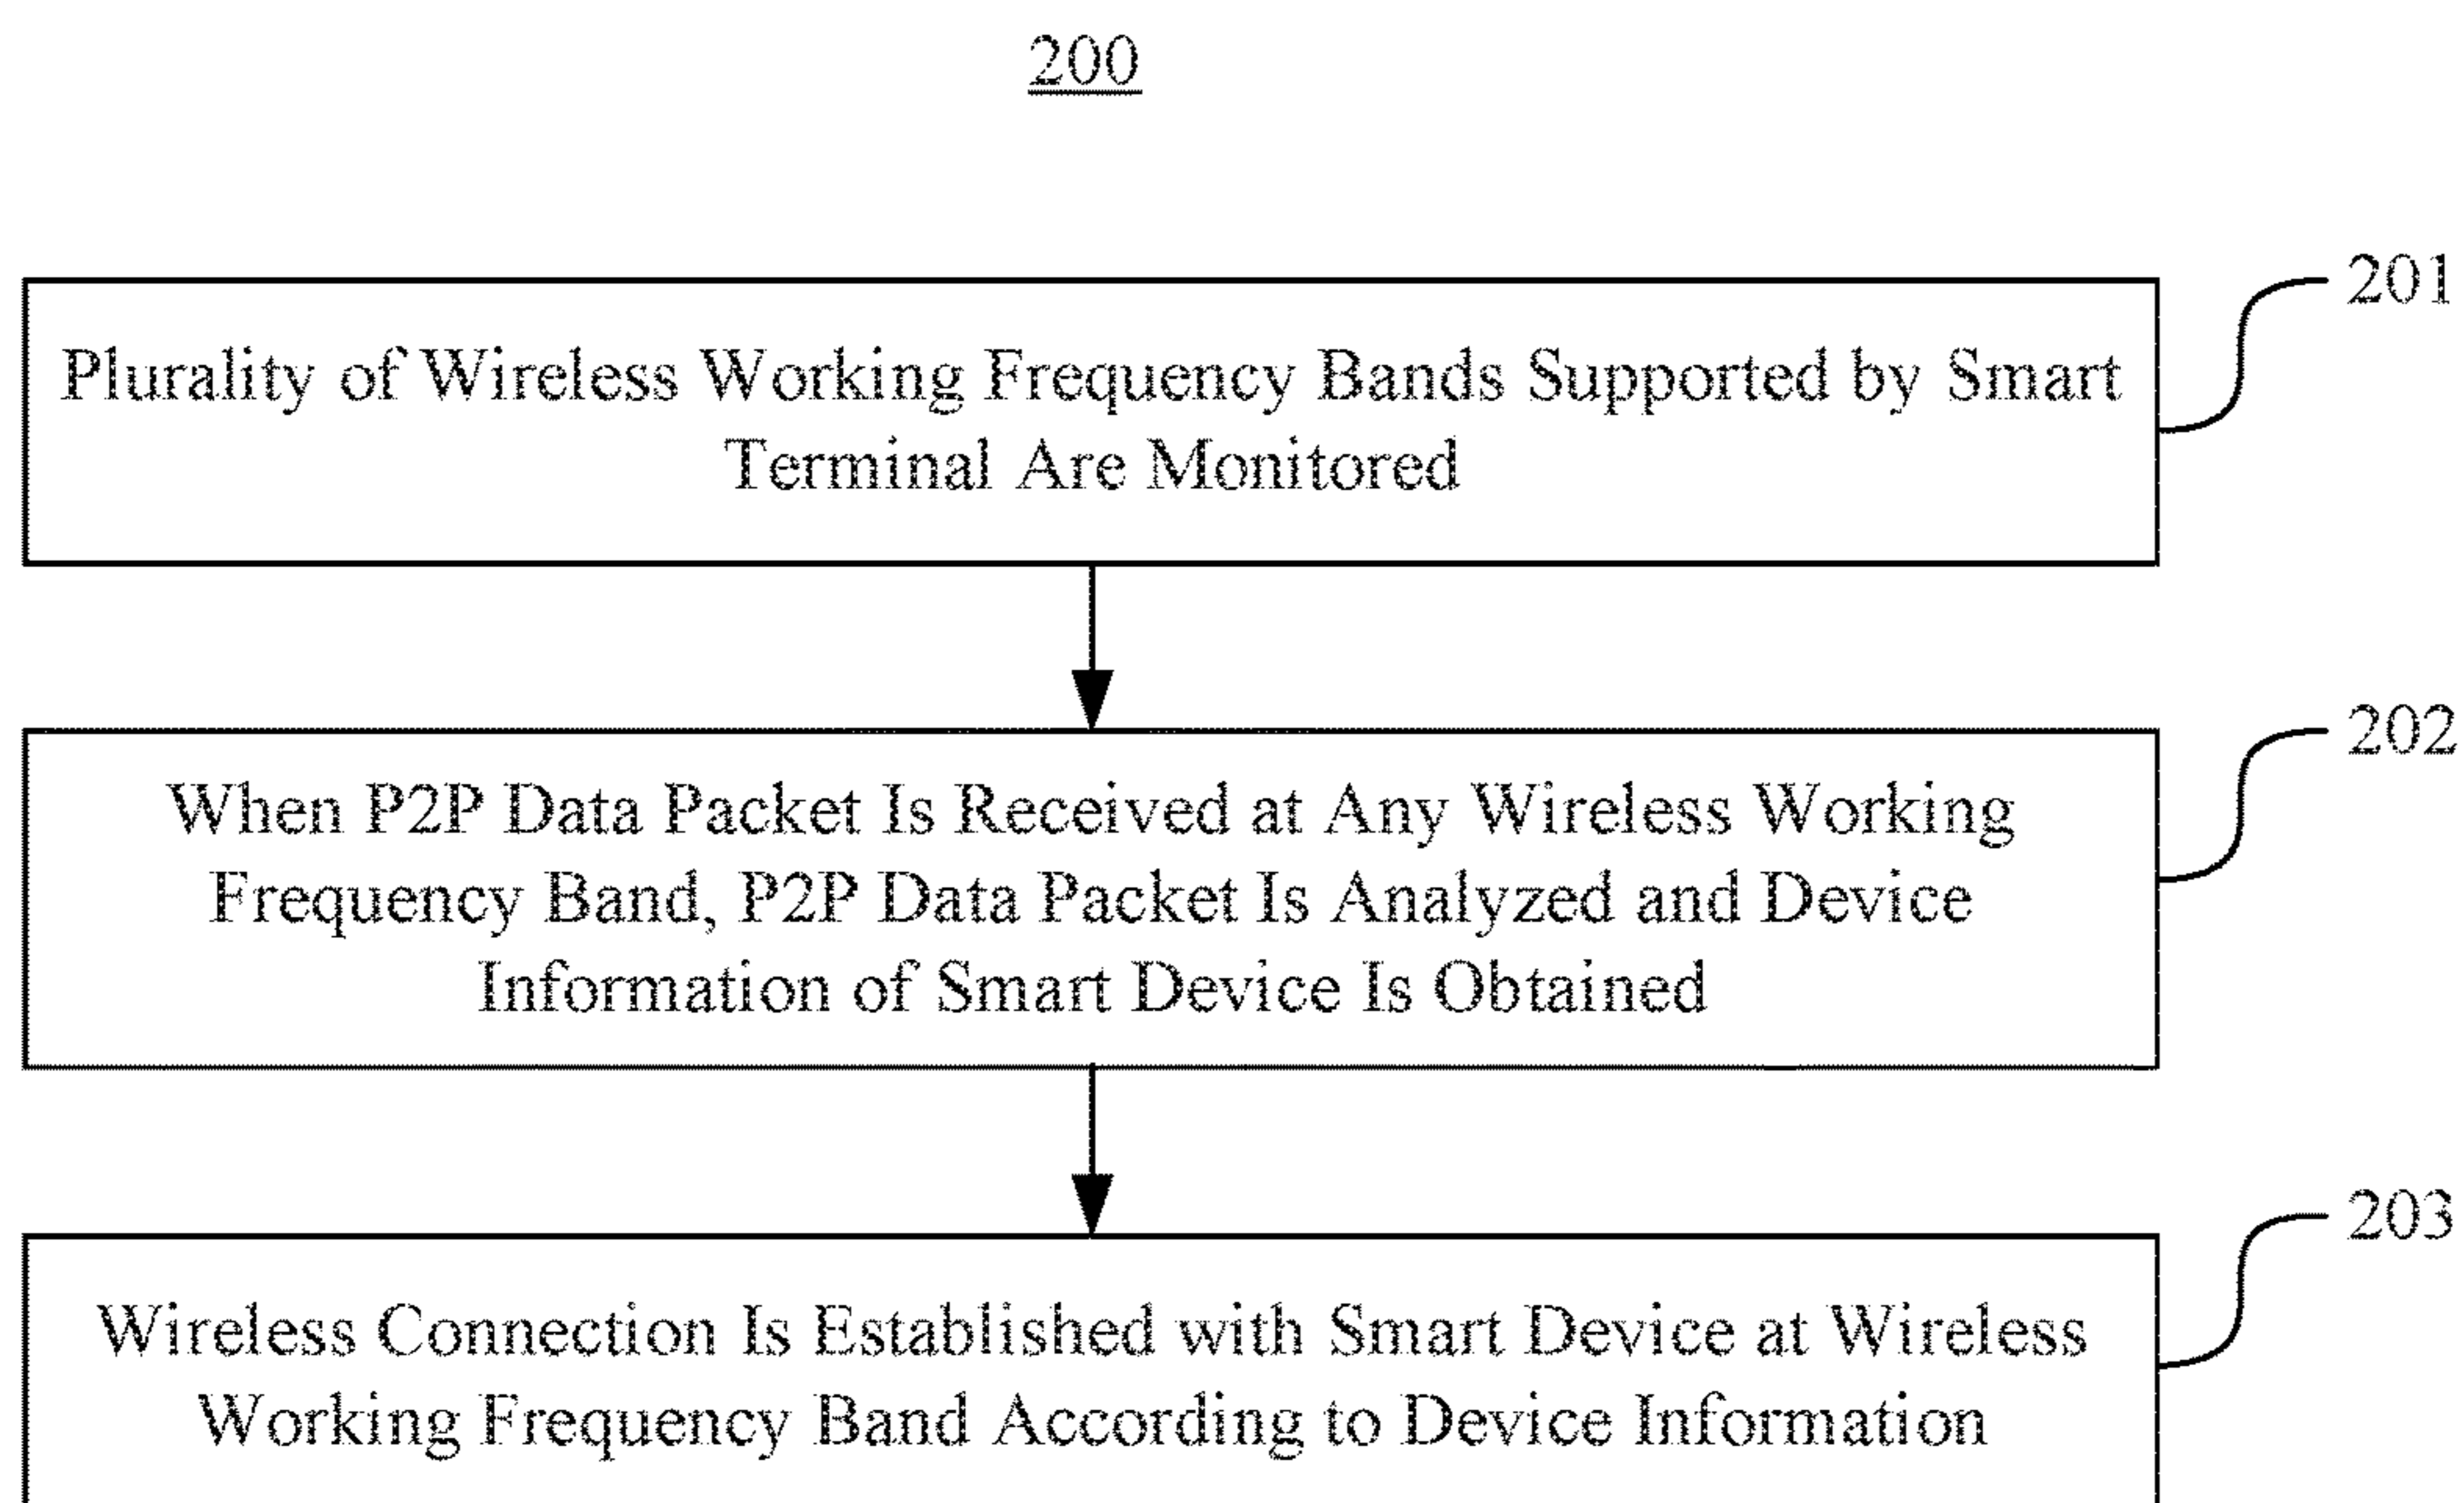 200
201
Plurality of Wireless Working Frequency Bands Supported by Smart
Terminal Are Monitored
202
When P2P Data Packet Is Received at Any Wireless Working
Frequency Band, P2P Data Packet Is Analyzed and Device
Information of Smart Device Is Obtained
203
Wireless Connection Is Established with Smart Device at Wireless
Working Frequency Band According to Device Information